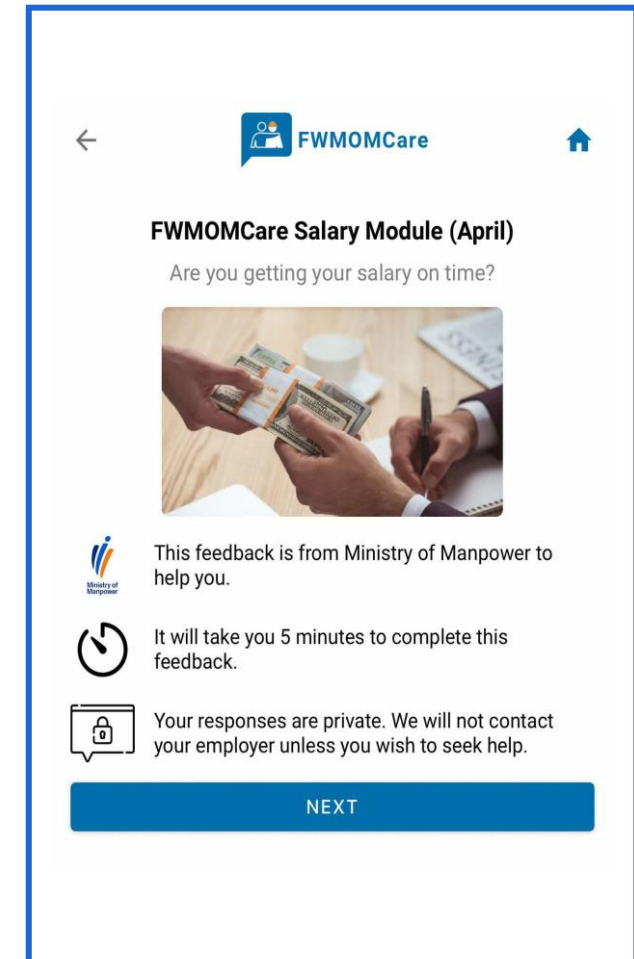 FWMOMCare
FWMOMCare Salary Module (April)
Are you getting your salary on time?
Ministry of
Manpower
This feedback is from Ministry of Manpower to
help you.
It will take you 5 minutes to complete this
feedback.
Your responses are private. We will not contact
your employer unless you wish to seek help.
NEXT